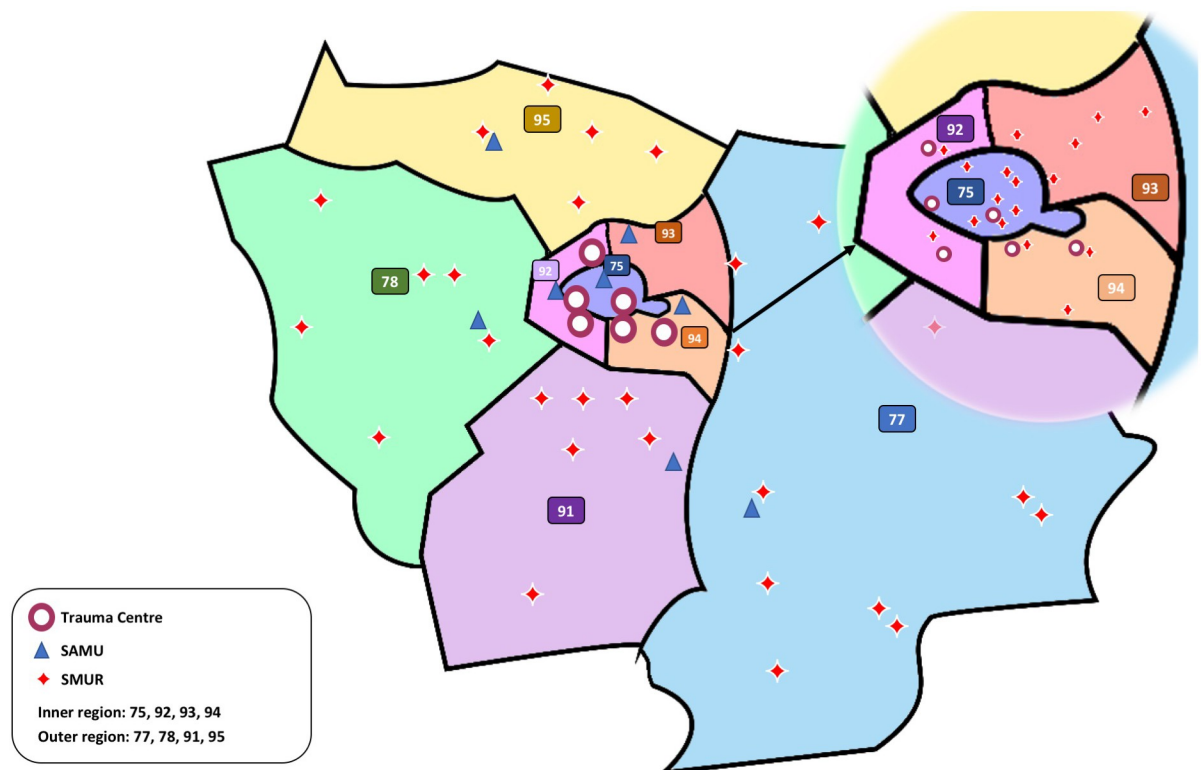 95
92
93
93
75
92
75
78
94
94
77
91
Trauma Centre
SAMU
SMUR
Inner region: 75, 92, 93, 94
Outer region: 77, 78, 91, 95